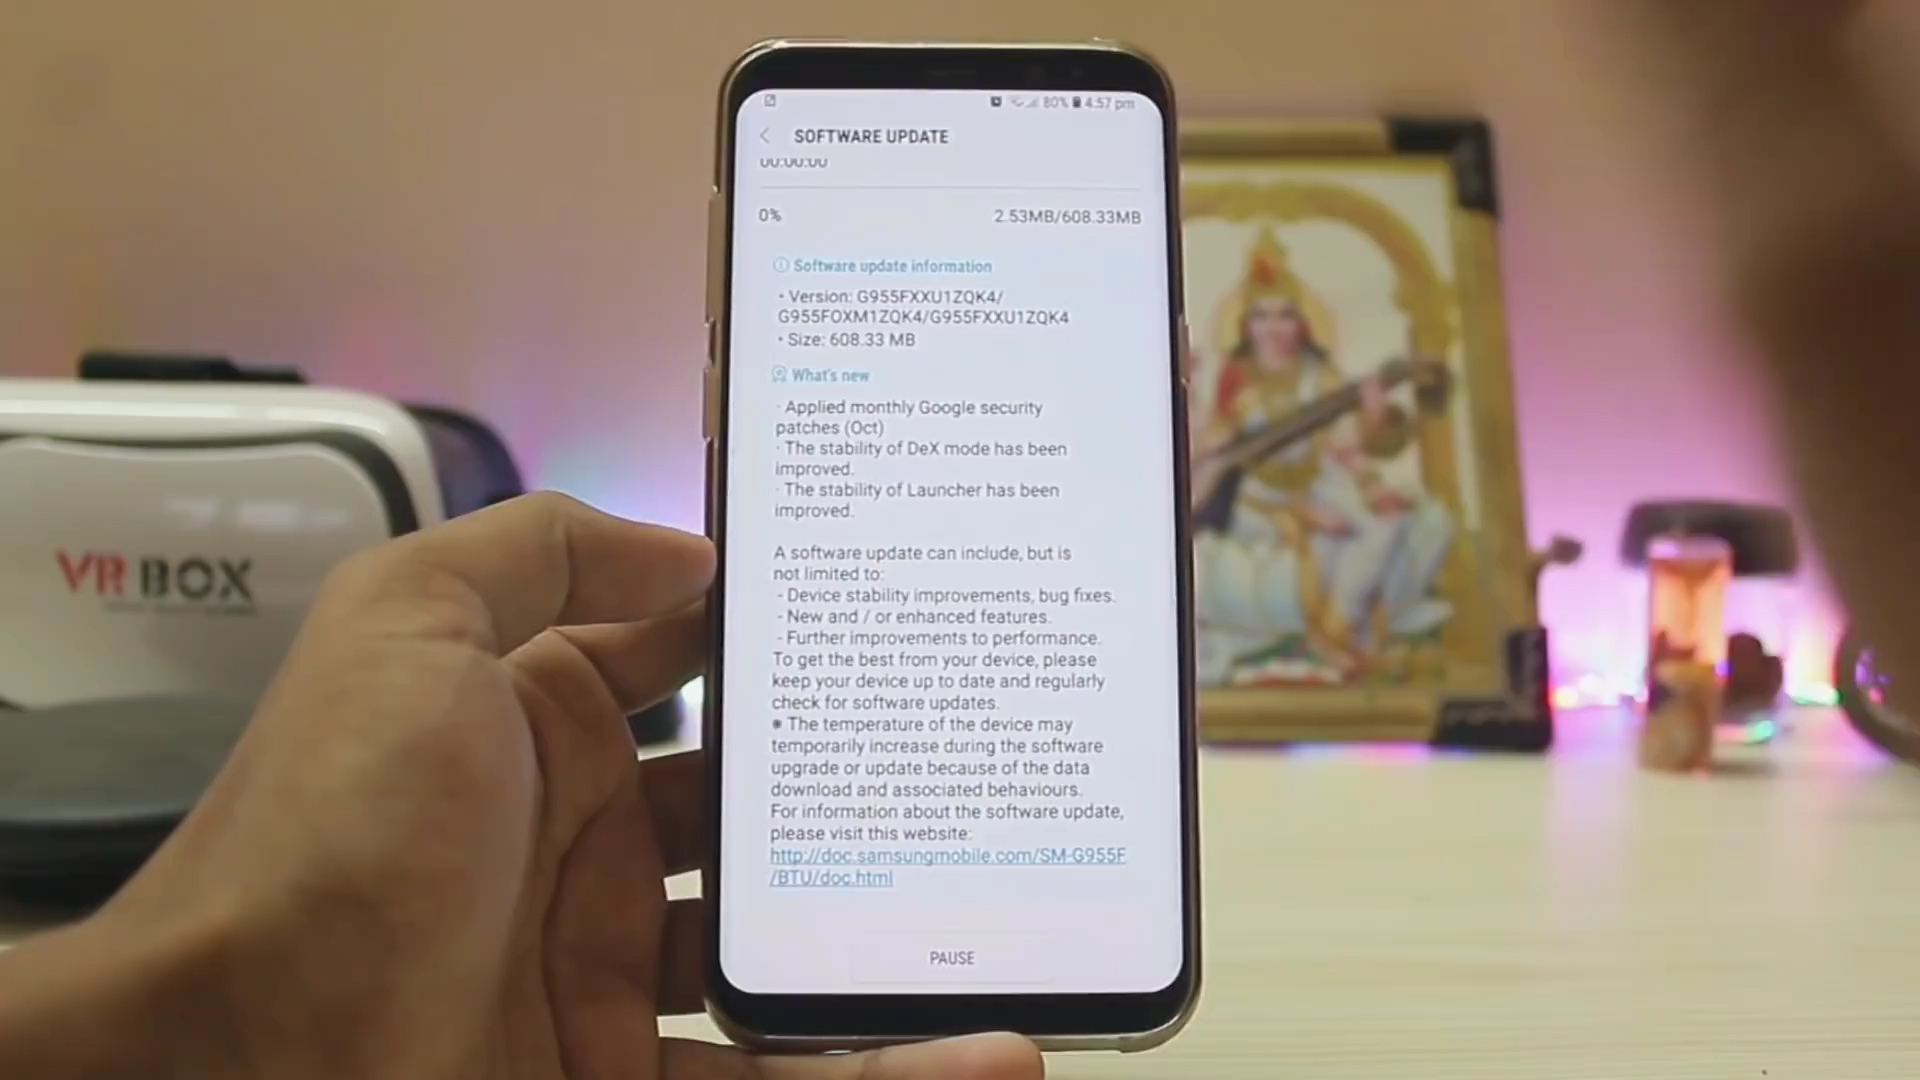 80% 4:57 pm
SOFTWARE UPDATE
00:00:00
0% 2.53MB/608.33MB
Software update information
• Version: G955FXXU1ZQK4/
G955FOXM1ZQK4/G955FXXU1ZQK4
• Size: 608.33 MB
What's new
· Applied monthly Google security
patches (Oct)
· The stability of DeX mode has been
improved.
· The stability of Launcher has been
improved.
A software update can include, but is
not limited to:
- Device stability improvements, bug fixes.
- New and / or enhanced features.
- Further improvements to performance.
To get the best from your device, please
keep your device up to date and regularly
check for software updates.
※ The temperature of the device may
temporarily increase during the software
upgrade or update because of the data
download and associated behaviours.
For information about the software update,
please visit this website:
http://doc.samsungmobile.com/SM-G955F
/BTU/doc.html
PAUSE
VR BOX